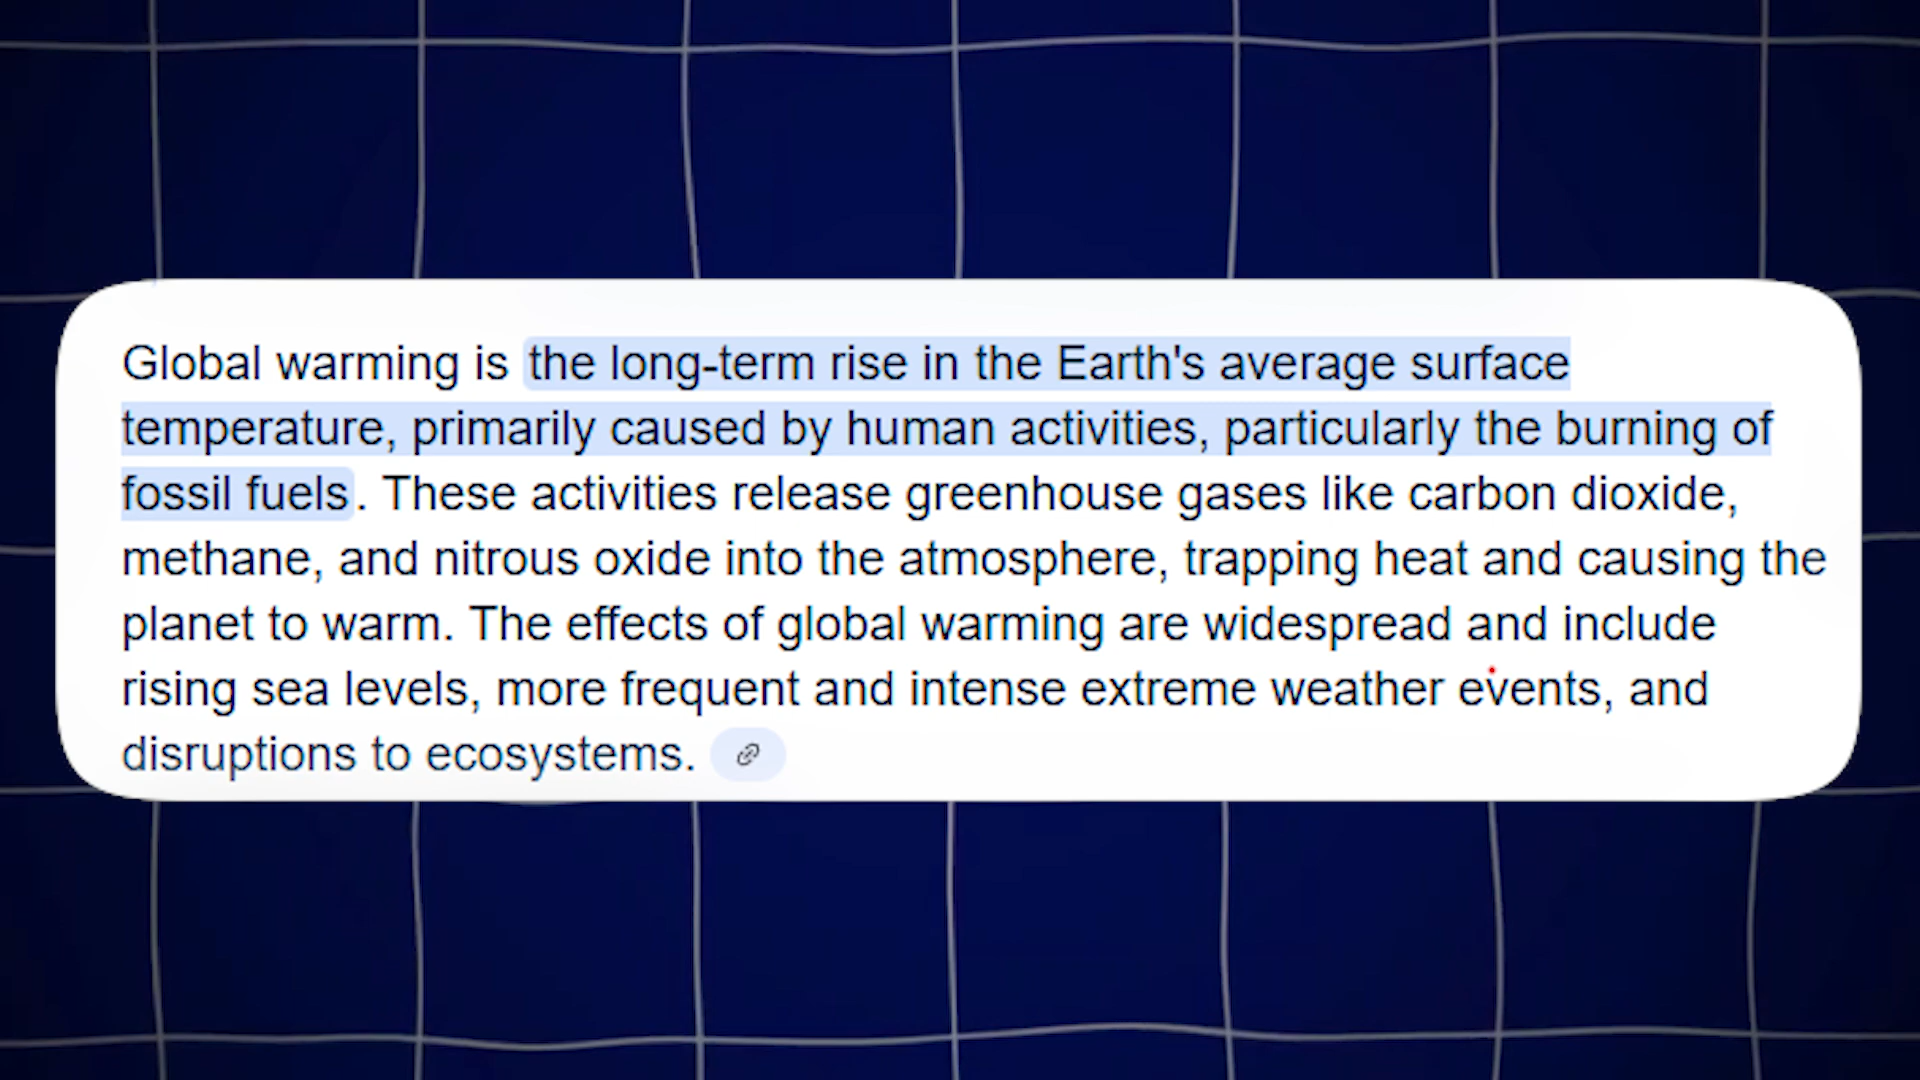 Global warming is the long-term rise in the Earth's average surface
temperature, primarily caused by human activities, particularly the burning of
fossil fuels. These activities release greenhouse gases like carbon dioxide,
methane, and nitrous oxide into the atmosphere, trapping heat and causing the
planet to warm. The effects of global warming are widespread and include
rising sea levels, more frequent and intense extreme weather events, and
disruptions to ecosystems.